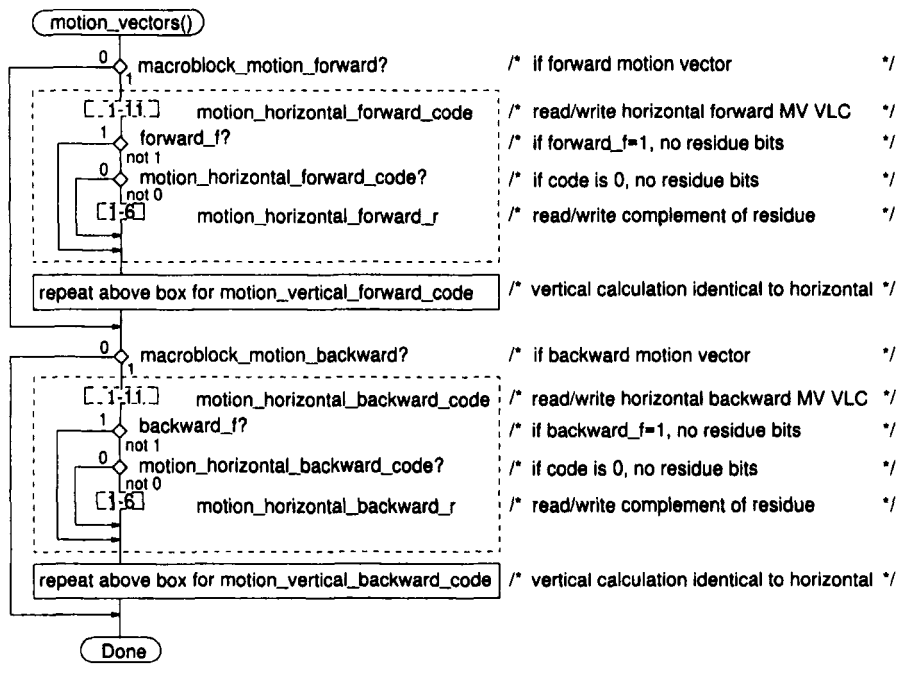 motion_vectors()
0 macroblock_motion_forward? /* if forward motion vector */
1
1-11 motion_horizontal_forward_code /* read/write horizontal forward MV VLC */
1 forward_f? /* if forward_f=1, no residue bits */
not 1
0 motion_horizontal_forward_code? /* if code is 0, no residue bits */
not 0
1-6 motion_horizontal_forward_r /* read/write complement of residue */
repeat above box for motion_vertical_forward_code /* vertical calculation identical to horizontal */
0 macroblock_motion_backward? /* if backward motion vector */
1
1-11 motion_horizontal_backward_code /* read/write horizontal backward MV VLC */
1 backward_f? /* if backward_f=1, no residue bits */
not 1
0 motion_horizontal_backward_code? /* if code is 0, no residue bits */
not 0
1-6 motion_horizontal_backward_r /* read/write complement of residue */
repeat above box for motion_vertical_backward_code /* vertical calculation identical to horizontal */
Done